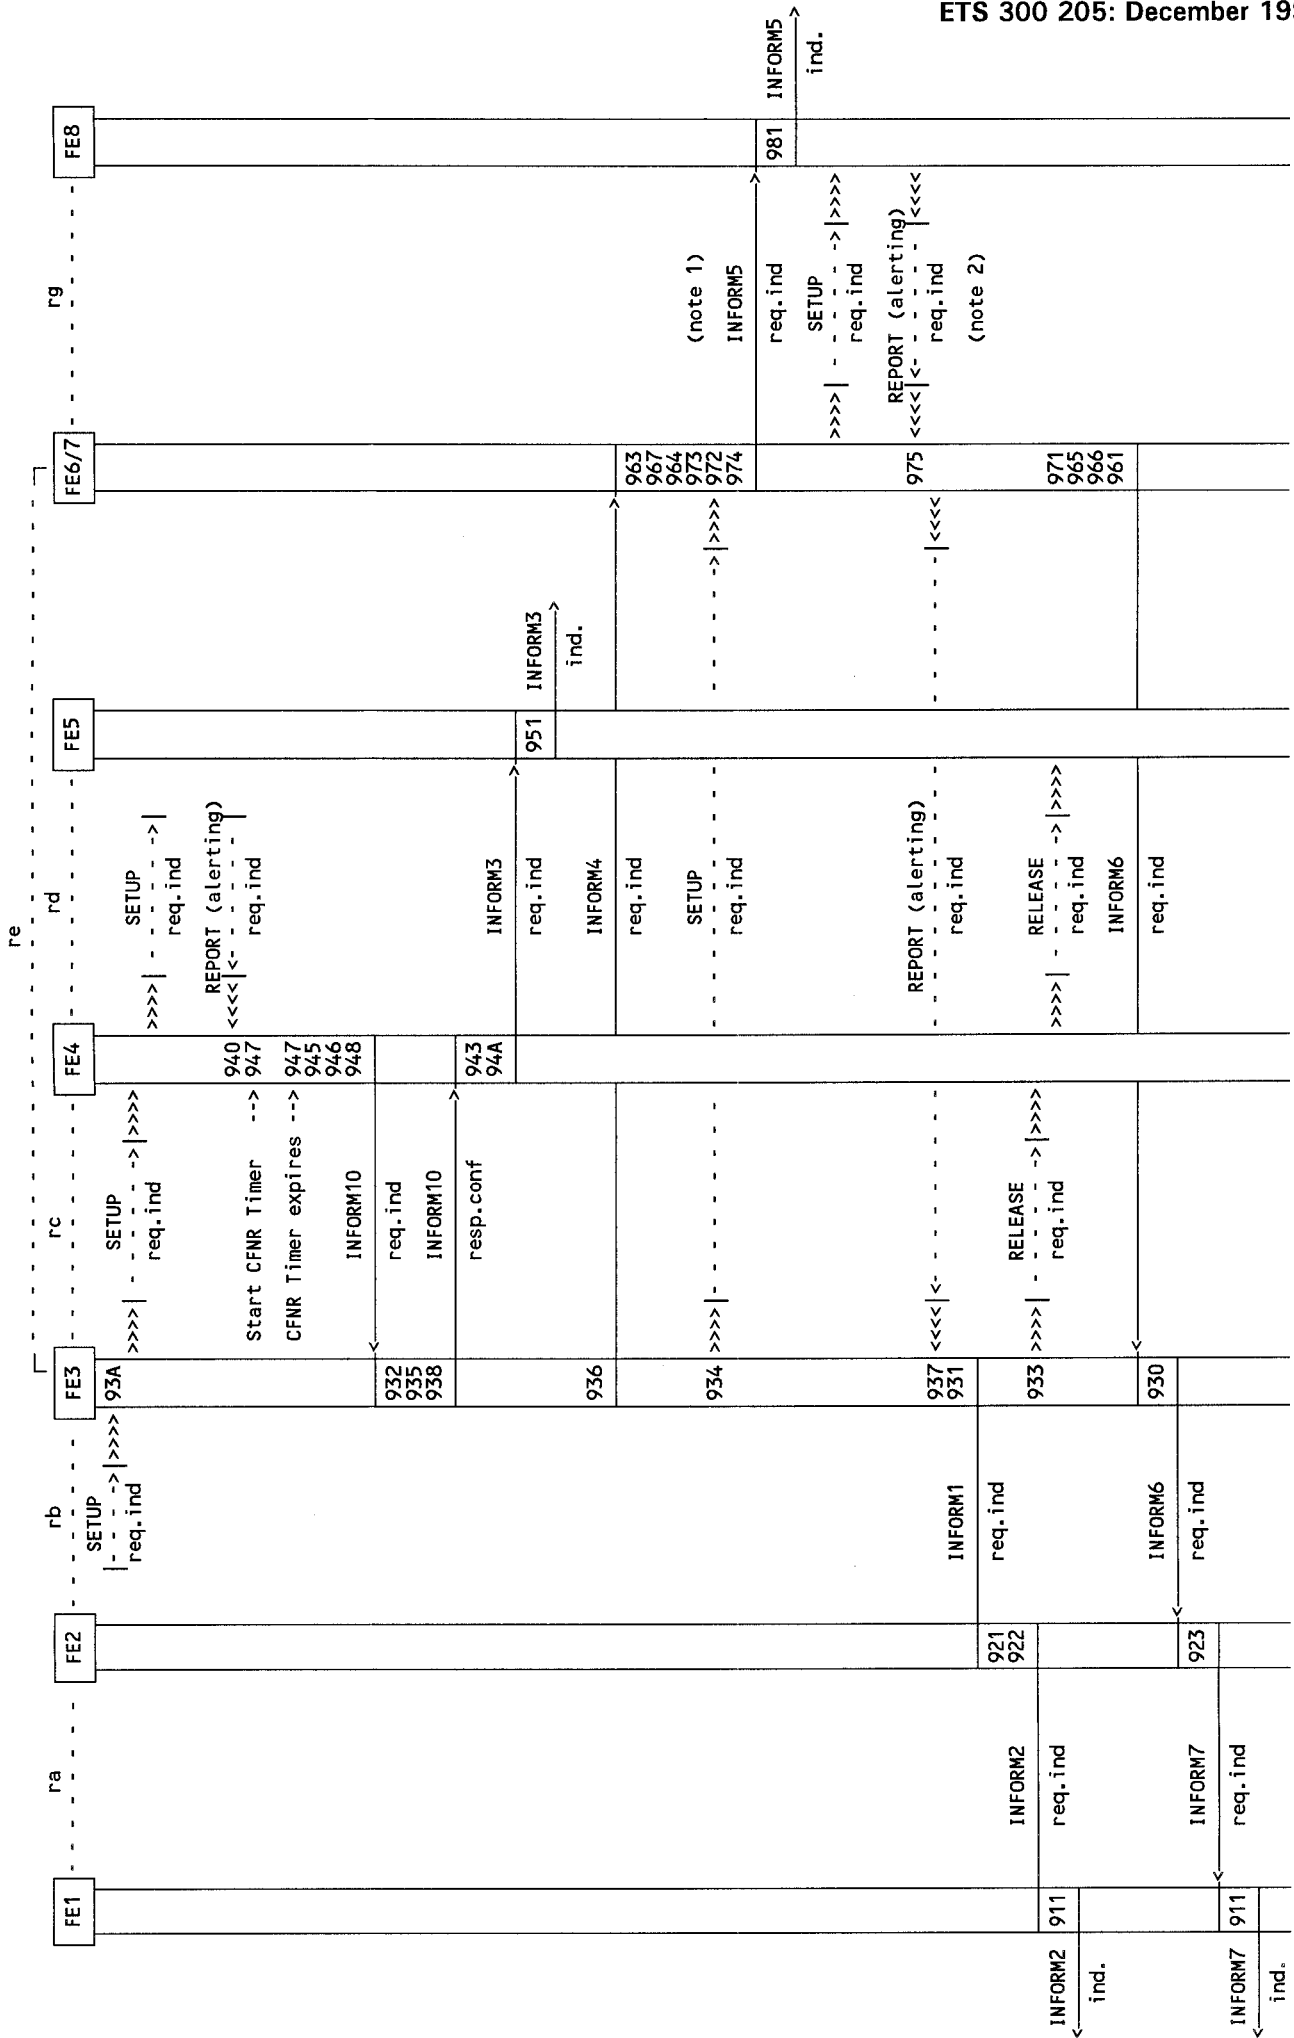 ETS 300 205: December 19
re
ra
rb
rc
rd
rg
FE1
FE2
FE3
FE4
FE5
FE6/7
FE8
SETUP
|- - ->|>>>>
req.ind
93A
SETUP
>>>>|- - - - ->|>>>>
req.ind
SETUP
>>>>|- - - - ->|
req.ind
REPORT (alerting)
<<<<|<- - - - -|
req.ind
940
947
Start CFNR Timer -->
CFNR Timer expires -->
947
945
946
948
INFORM10
req.ind
932
935
938
INFORM10
resp.conf
943
94A
INFORM3
req.ind
951
INFORM3
ind.
936
INFORM4
req.ind
963
967
964
973
972
974
934
>>>>|- - - -
SETUP
- - - ->|>>>>
req.ind
(note 1)
INFORM5
req.ind
981
INFORM5
ind.
SETUP
>>>>|- - - - ->|>>>>
req.ind
REPORT (alerting)
<<<<|<- - - - -|<<<<
req.ind
(note 2)
975
REPORT (alerting)
<<<<|<- - - - -|<<<<
req.ind
937
931
INFORM1
req.ind
921
922
INFORM2
req.ind
911
INFORM2
ind.
933
RELEASE
>>>>|- - - - ->|>>>>
req.ind
RELEASE
>>>>|- - - - ->|>>>>
req.ind
971
965
966
961
INFORM6
req.ind
930
INFORM6
req.ind
923
INFORM7
req.ind
911
INFORM7
ind.